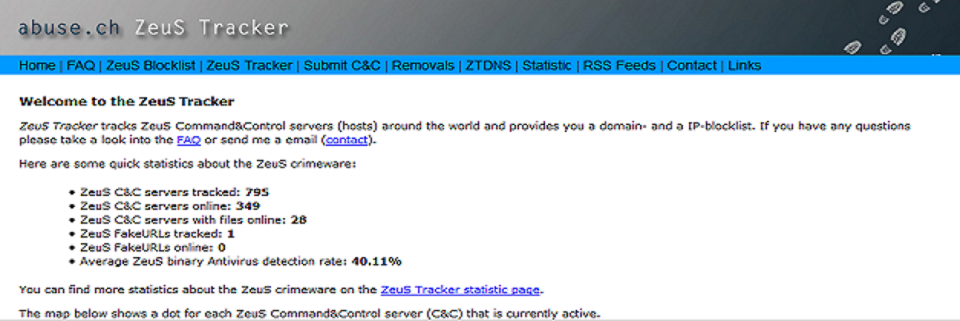 abuse.ch ZeuS Tracker
Home | FAQ | ZeuS Blocklist | ZeuS Tracker | Submit C&C | Removals | ZTDNS | Statistic | RSS Feeds | Contact | Links
Welcome to the ZeuS Tracker
ZeuS Tracker tracks ZeuS Command&Control servers (hosts) around the world and provides you a domain- and a IP-blocklist. If you have any questions
please take a look into the FAQ or send me a email (contact).
Here are some quick statistics about the ZeuS crimeware:
• ZeuS C&C servers tracked: 795
• ZeuS C&C servers online: 349
• ZeuS C&C servers with files online: 28
• ZeuS FakeURLs tracked: 1
• ZeuS FakeURLs online: 0
• Average ZeuS binary Antivirus detection rate: 40.11%
You can find more statistics about the ZeuS crimeware on the ZeuS Tracker statistic page.
The map below shows a dot for each ZeuS Command&Control server (C&C) that is currently active.